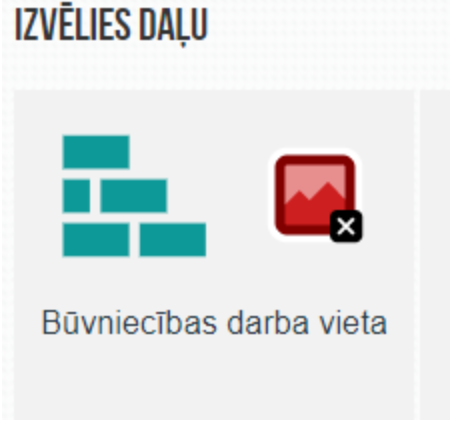 IZVĒLIES DAĻU
Būvniecības darba vieta